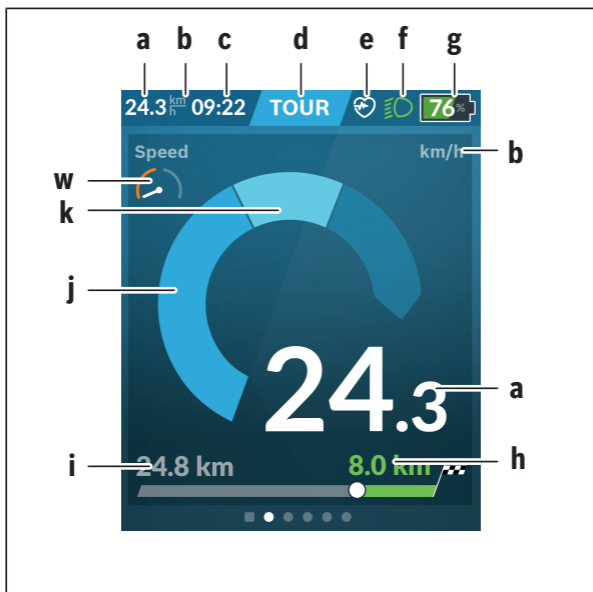 a b c d e f g
24.3 km/h 09:22 TOUR 76%
Speed km/h b
w
k
j
24.3 a
i 24.8 km 8.0 km h